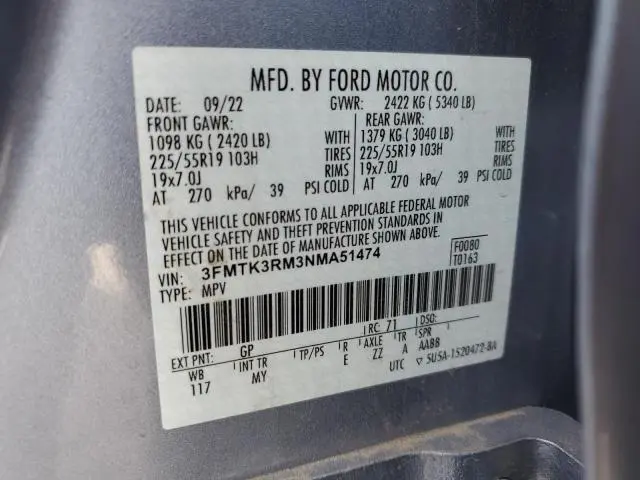 MFD. BY FORD MOTOR CO.
DATE: 09/22 GVWR: 2422 KG ( 5340 LB)
FRONT GAWR: REAR GAWR:
1098 KG ( 2420 LB) WITH 1379 KG ( 3040 LB) WITH
225/55R19 103H TIRES 225/55R19 103H TIRES
19x7.0J RIMS 19x7.0J RIMS
AT 270 kPa/ 39 PSI COLD AT 270 kPa/ 39 PSI COLD
THIS VEHICLE CONFORMS TO ALL APPLICABLE FEDERAL MOTOR
VEHICLE SAFETY AND THEFT PREVENTION STANDARDS IN
EFFECT ON THE DATE OF MANUFACTURE SHOWN ABOVE.
VIN: 3FMTK3RM3NMA51474 F0080
TYPE: MPV T0163
EXT PNT: GP RC: 71 DSO:
WB INT TR TP/PS R AXLE TR SPR
117 MY E ZZ A AABB
UTC ▽ 5U5A-1520472-BA